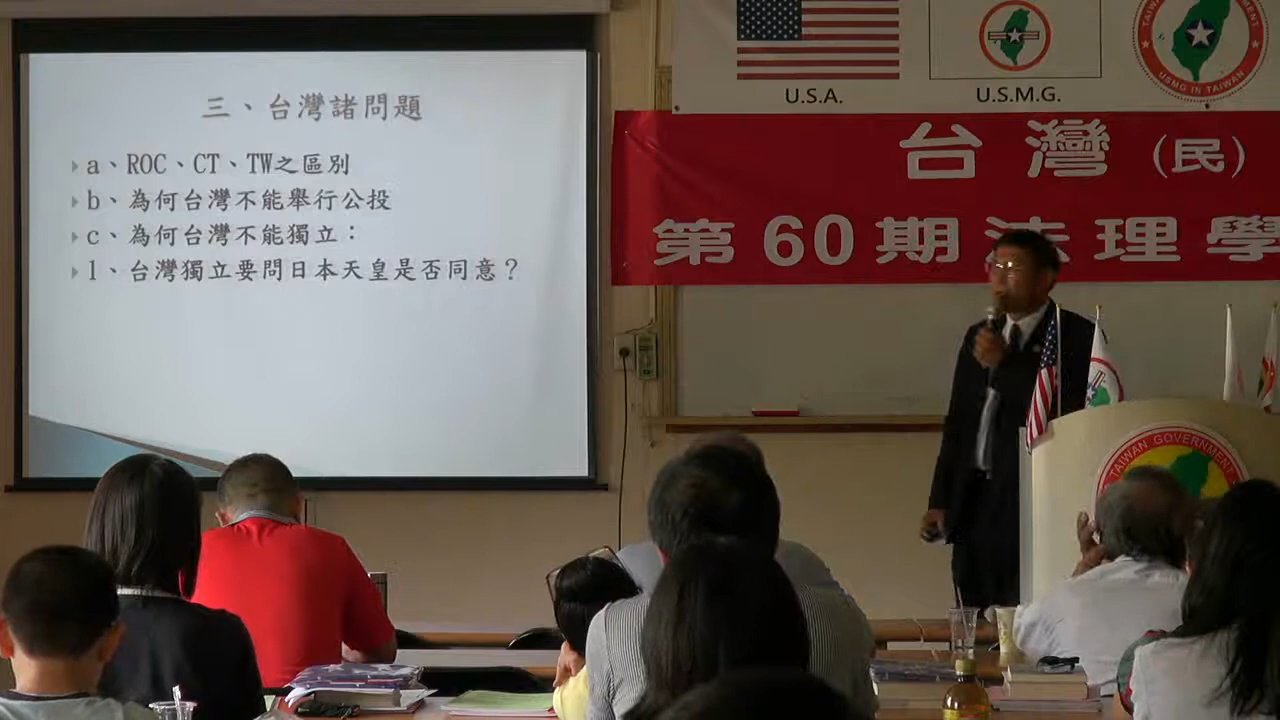 三、台灣諸問題
a、ROC、CT、TW之區別
b、為何台灣不能舉行公投
c、為何台灣不能獨立：
1、台灣獨立要問日本天皇是否同意？
U.S.A.
U.S.M.G.
USMG IN TAIWAN
台灣(民)
第60期法理學
TAIWAN GOVERNMENT